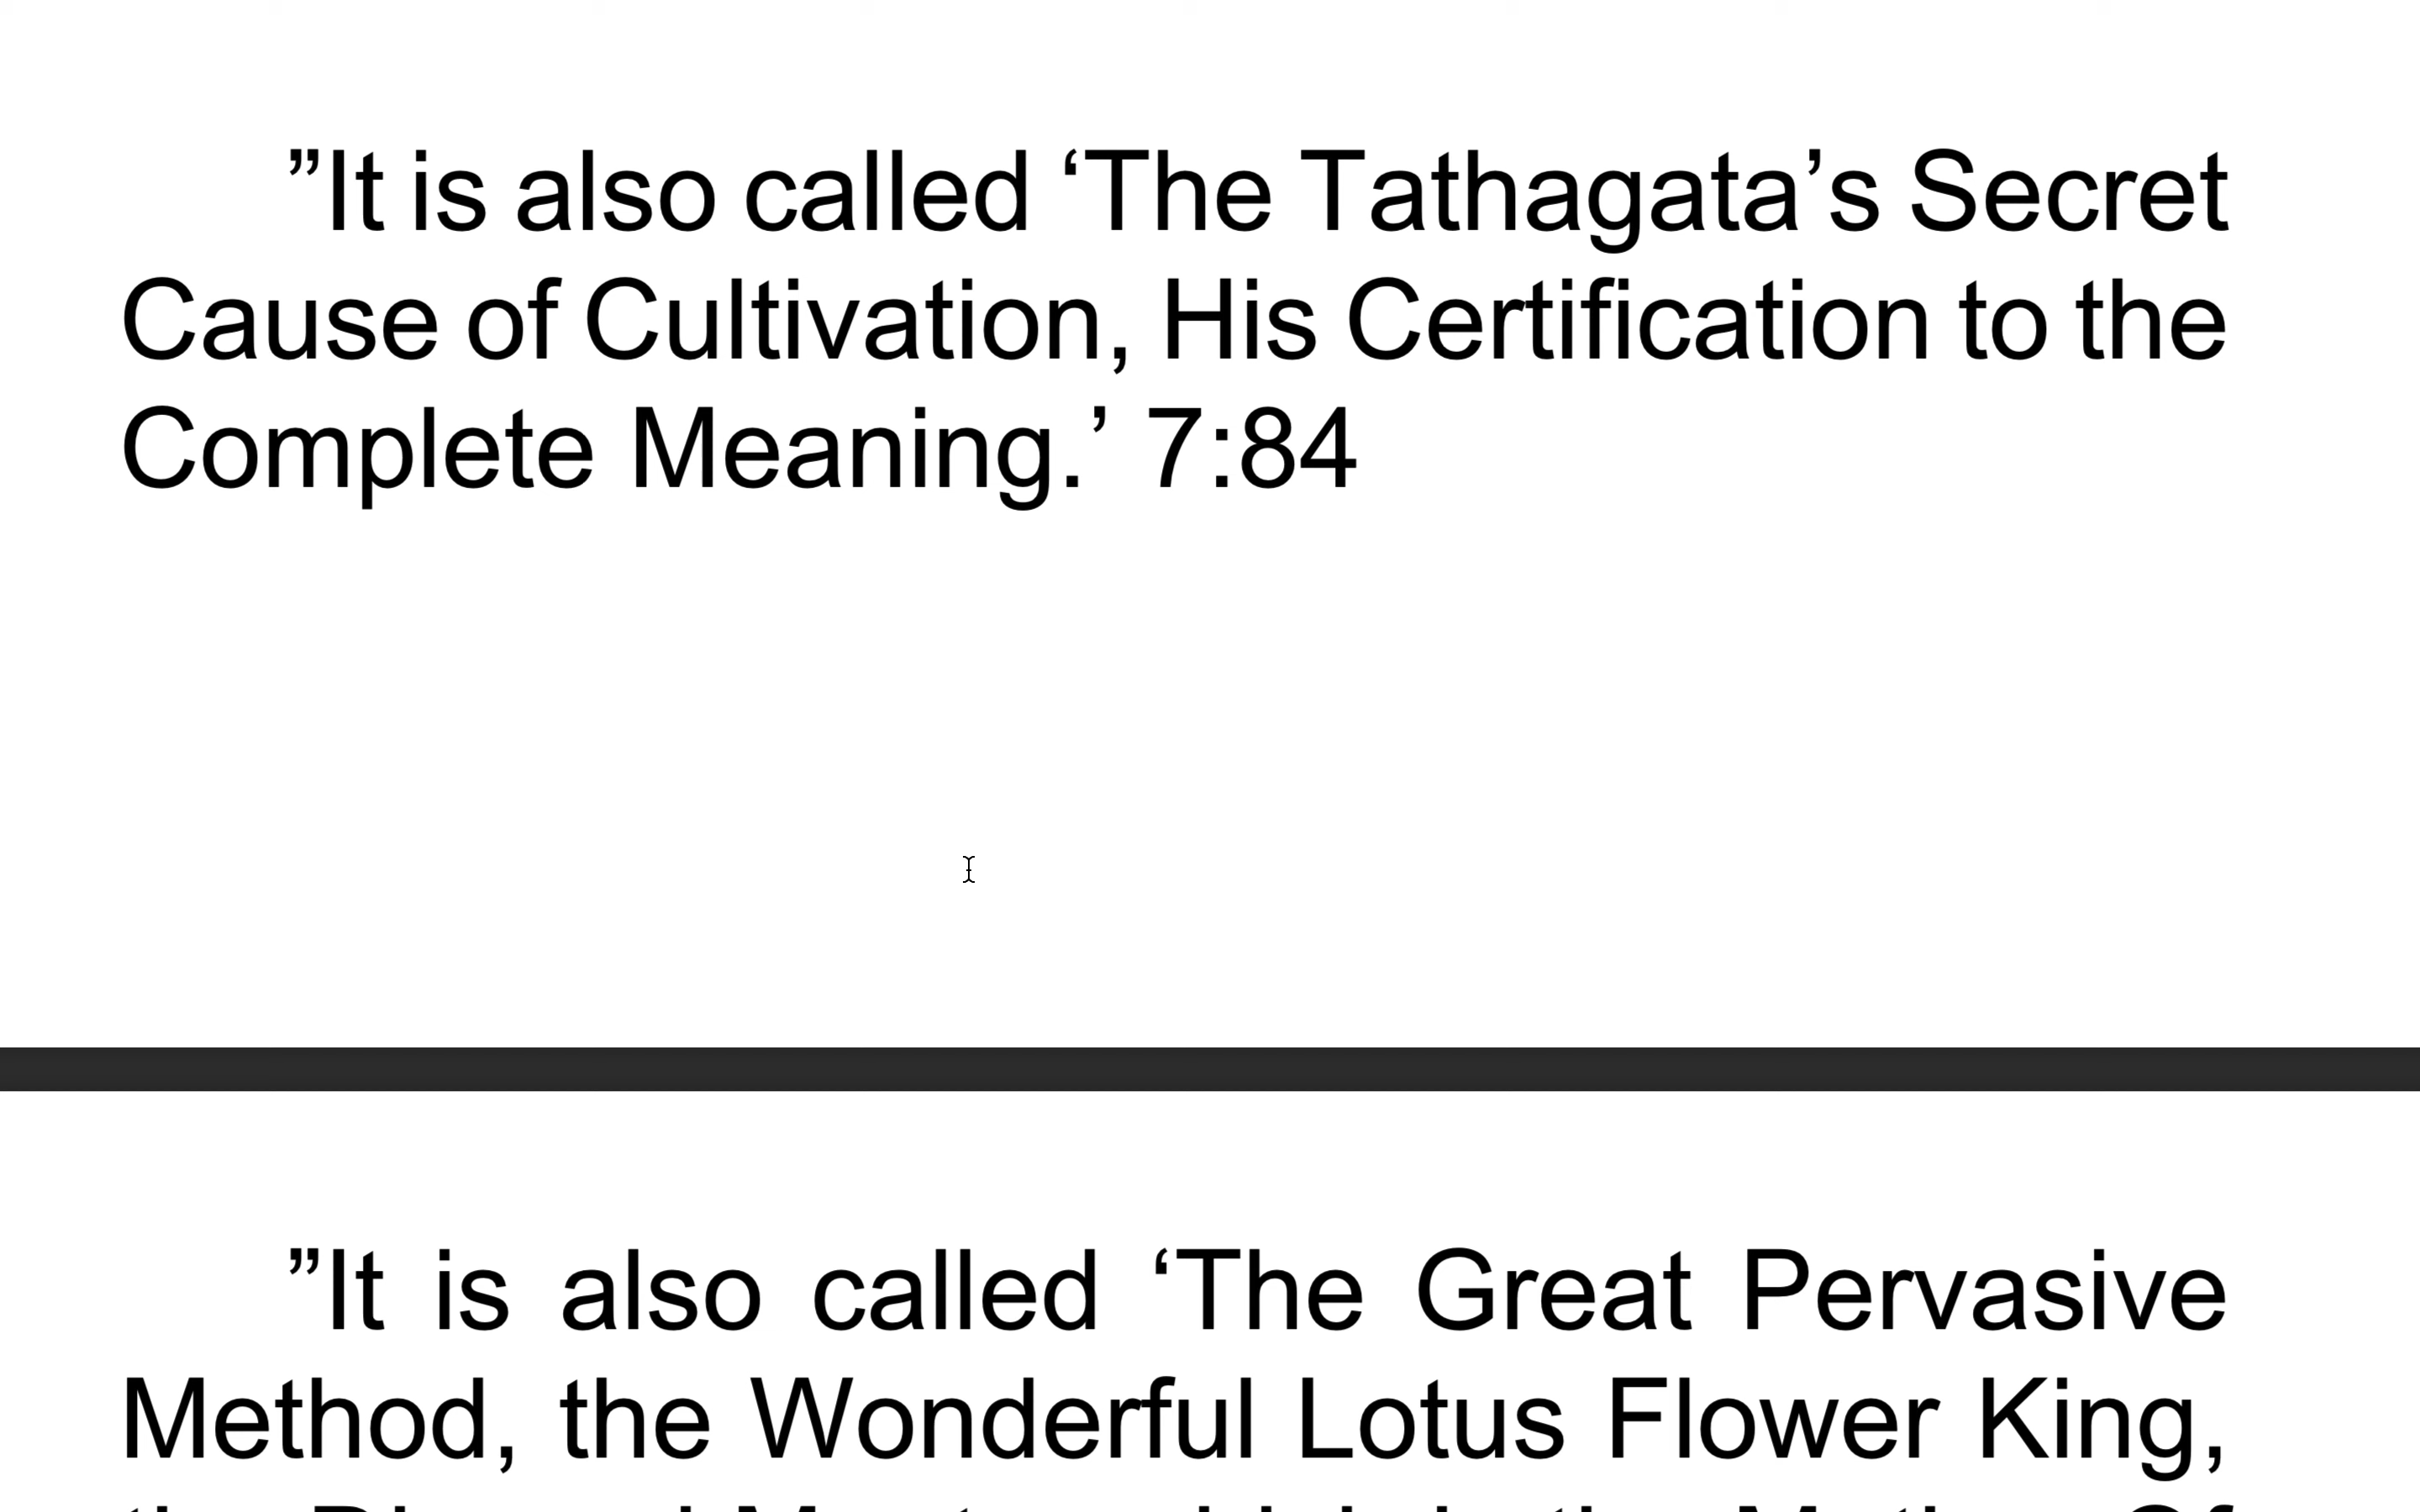 ”It is also called ‘The Tathagata’s Secret
Cause of Cultivation, His Certification to the
Complete Meaning.’ 7:84
”It is also called ‘The Great Pervasive
Method, the Wonderful Lotus Flower King,